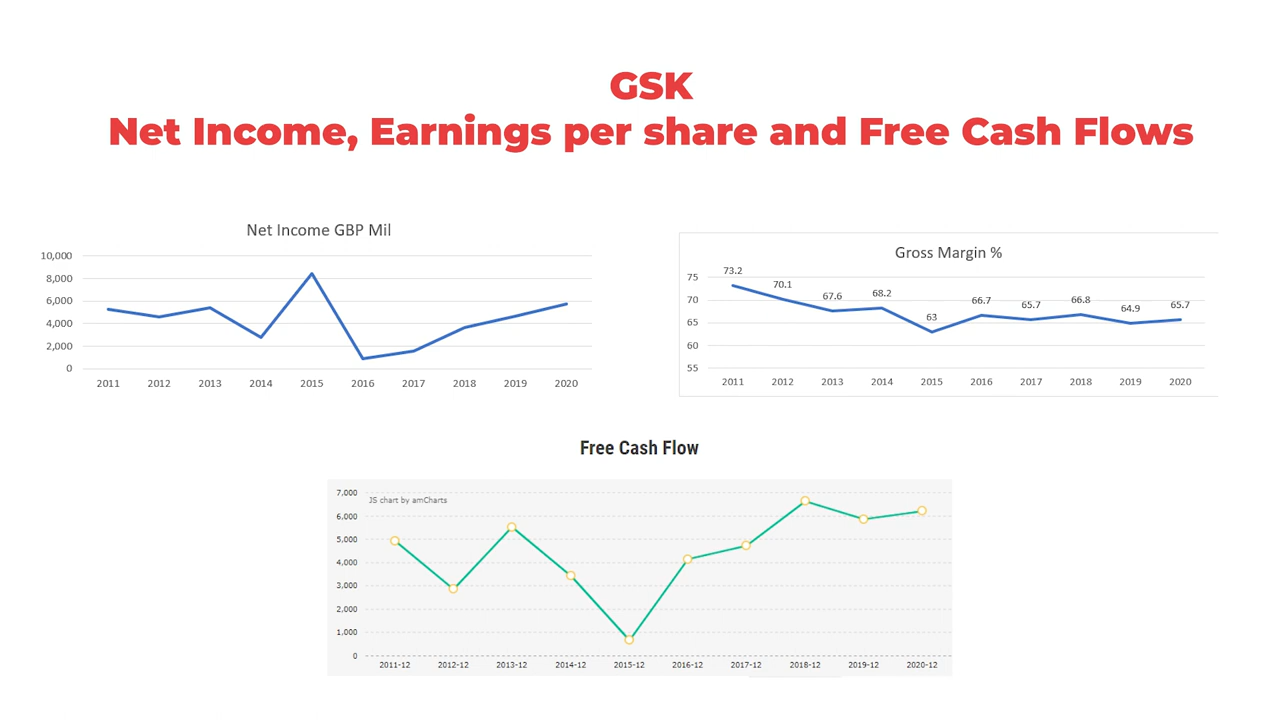 GSK
Net Income, Earnings per share and Free Cash Flows
Net Income GBP Mil
10,000
8,000
6,000
4,000
2,000
0
2011 2012 2013 2014 2015 2016 2017 2018 2019 2020
Gross Margin %
75
70
65
60
55
73.2 70.1 67.6 68.2 63 66.7 65.7 66.8 64.9 65.7
2011 2012 2013 2014 2015 2016 2017 2018 2019 2020
Free Cash Flow
JS chart by amCharts
7,000
6,000
5,000
4,000
3,000
2,000
1,000
0
2011-12 2012-12 2013-12 2014-12 2015-12 2016-12 2017-12 2018-12 2019-12 2020-12